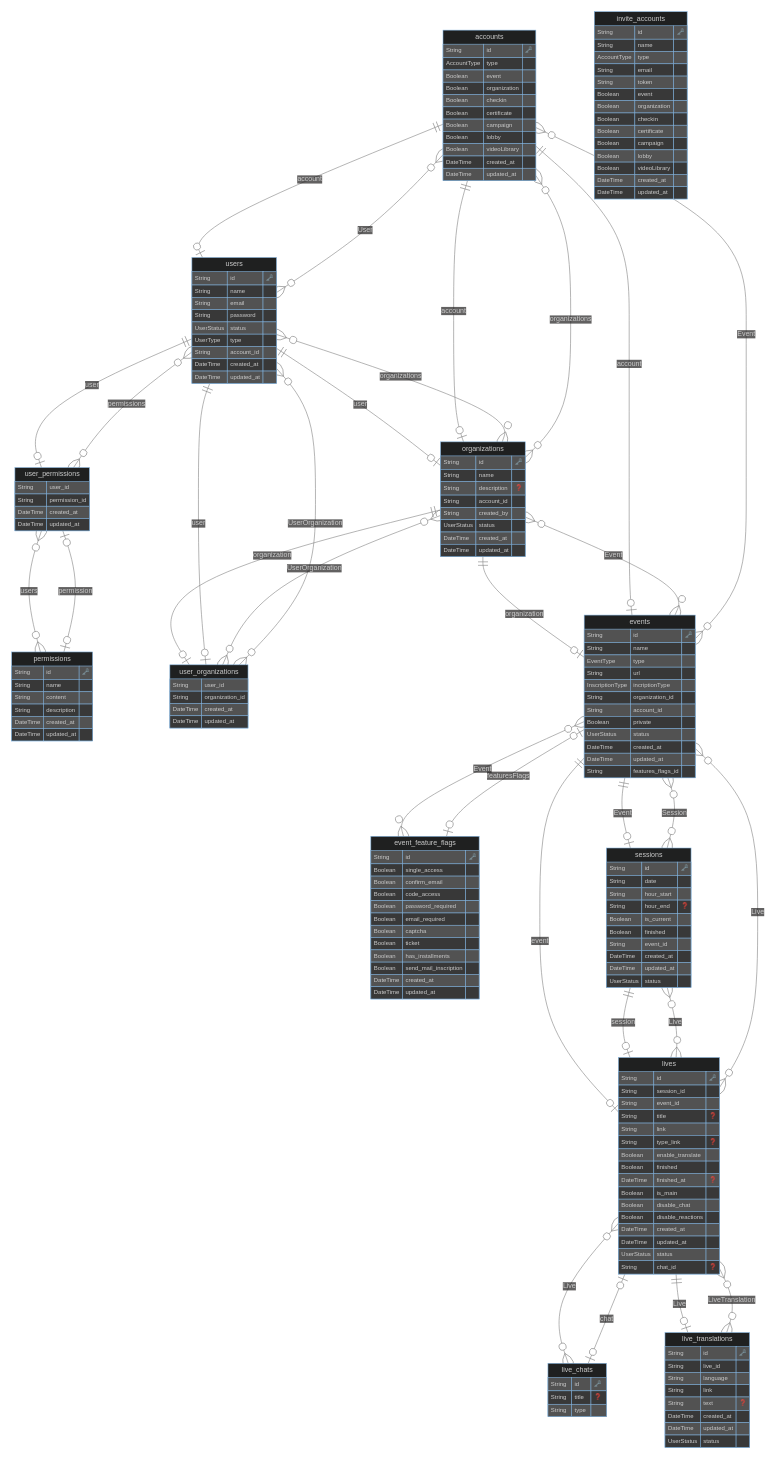 invite_accounts
String id 🗝️
String name
AccountType type
String email
String token
Boolean event
Boolean organization
Boolean checkin
Boolean certificate
Boolean campaign
Boolean lobby
Boolean videoLibrary
DateTime created_at
DateTime updated_at
accounts
String id 🗝️
AccountType type
Boolean event
Boolean organization
Boolean checkin
Boolean certificate
Boolean campaign
Boolean lobby
Boolean videoLibrary
DateTime created_at
DateTime updated_at
account
User
account
organizations
account
Event
users
String id 🗝️
String name
String email
String password
UserStatus status
UserType type
String account_id
DateTime created_at
DateTime updated_at
user
permissions
organizations
user
user
UserOrganization
organizations
String id 🗝️
String name
String description ❓
String account_id
String created_by
UserStatus status
DateTime created_at
DateTime updated_at
user_permissions
String user_id
String permission_id
DateTime created_at
DateTime updated_at
organization
UserOrganization
Event
organization
users
permission
permissions
String id 🗝️
String name
String content
String description
DateTime created_at
DateTime updated_at
user_organizations
String user_id
String organization_id
DateTime created_at
DateTime updated_at
events
String id 🗝️
String name
EventType type
String url
InscriptionType incriptionType
String organization_id
String account_id
Boolean private
UserStatus status
DateTime created_at
DateTime updated_at
String features_flags_id
Event
featuresFlags
Event
Session
event
Live
event_feature_flags
String id 🗝️
Boolean single_access
Boolean confirm_email
Boolean code_access
Boolean password_required
Boolean email_required
Boolean captcha
Boolean ticket
Boolean has_installments
Boolean send_mail_inscription
DateTime created_at
DateTime updated_at
sessions
String id 🗝️
String date
String hour_start
String hour_end ❓
Boolean is_current
Boolean finished
String event_id
DateTime created_at
DateTime updated_at
UserStatus status
session
Live
lives
String id 🗝️
String session_id
String event_id
String title ❓
String link
String type_link ❓
Boolean enable_translate
Boolean finished
DateTime finished_at ❓
Boolean is_main
Boolean disable_chat
Boolean disable_reactions
DateTime created_at
DateTime updated_at
UserStatus status
String chat_id ❓
Live
chat
Live
LiveTranslation
live_chats
String id 🗝️
String title ❓
String type
live_translations
String id 🗝️
String live_id
String language
String link
String text ❓
DateTime created_at
DateTime updated_at
UserStatus status